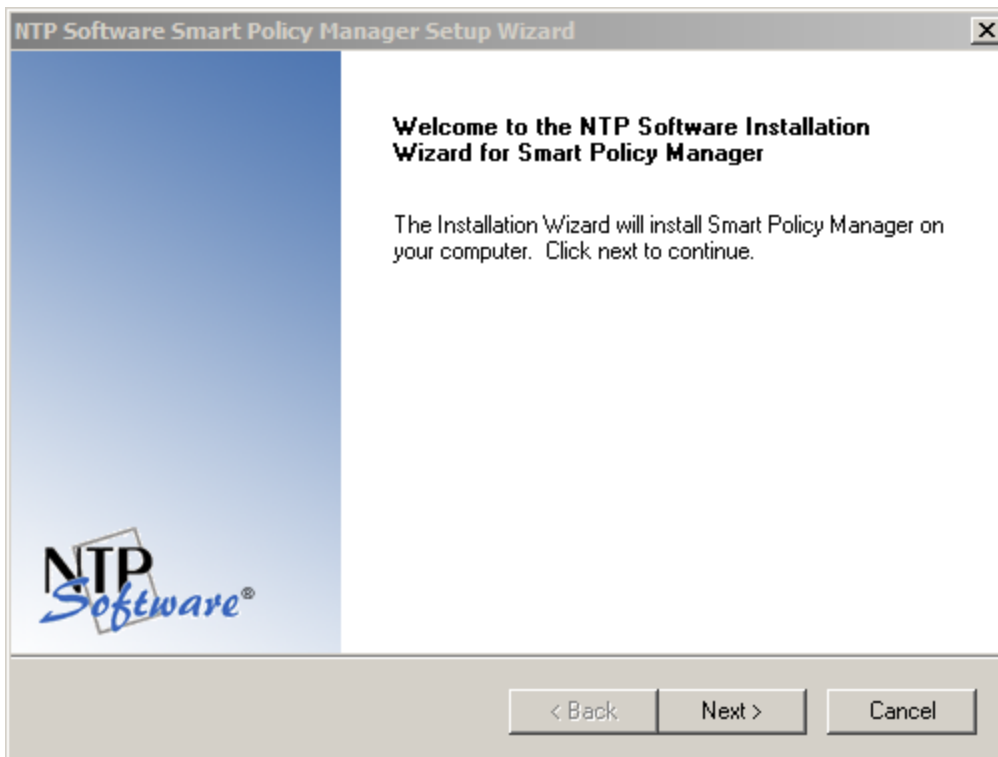 NTP Software Smart Policy Manager Setup Wizard
Welcome to the NTP Software Installation
Wizard for Smart Policy Manager
The Installation Wizard will install Smart Policy Manager on
your computer.  Click next to continue.
NTP
Software®
< Back
Next >
Cancel